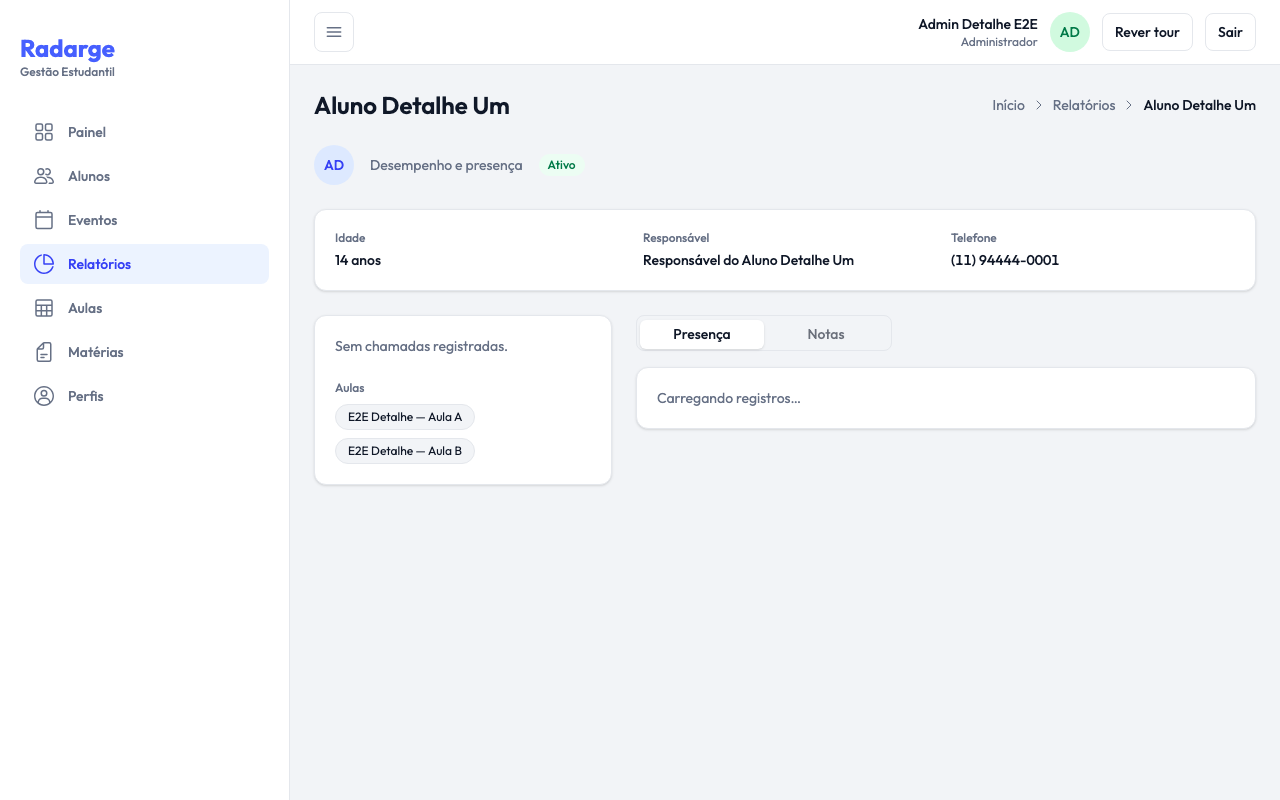 Radarge
Gestão Estudantil
Painel
Alunos
Eventos
Relatórios
Aulas
Matérias
Perfis
Admin Detalhe E2E
Administrador
AD
Rever tour
Sair
Aluno Detalhe Um
Início
Relatórios
Aluno Detalhe Um
AD
Desempenho e presença
Ativo
Idade
14 anos
Responsável
Responsável do Aluno Detalhe Um
Telefone
(11) 94444-0001
Sem chamadas registradas.
Aulas
E2E Detalhe — Aula A
E2E Detalhe — Aula B
Presença
Notas
Carregando registros...